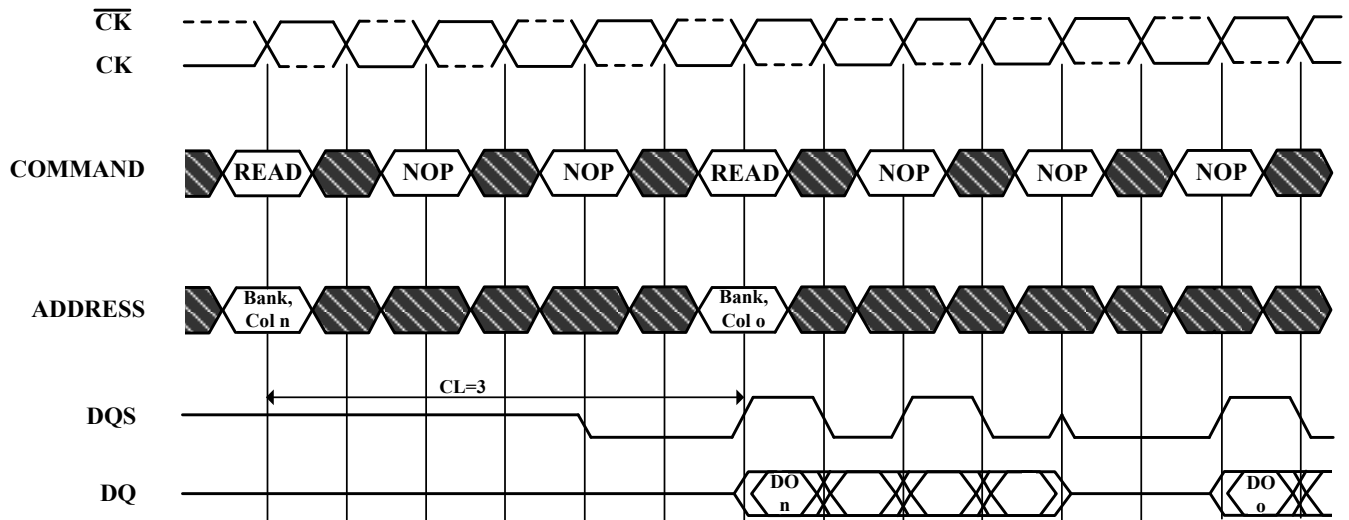 CK
CK
COMMAND READ NOP NOP READ NOP NOP NOP
ADDRESS Bank, Col n Bank, Col o
CL=3
DQS
DQ DO n DO o